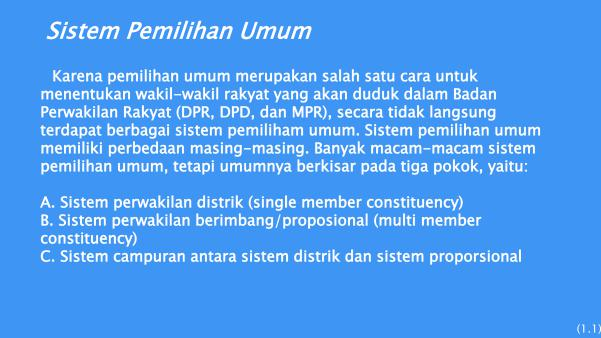 Sistem Pemilihan Umum
Karena pemilihan umum merupakan salah satu cara untuk
menentukan wakil-wakil rakyat yang akan duduk dalam Badan
Perwakilan Rakyat (DPR, DPD, dan MPR), secara tidak langsung
terdapat berbagai sistem pemiliham umum. Sistem pemilihan umum
memiliki perbedaan masing-masing. Banyak macam-macam sistem
pemilihan umum, tetapi umumnya berkisar pada tiga pokok, yaitu:
A. Sistem perwakilan distrik (single member constituency)
B. Sistem perwakilan berimbang/proposional (multi member
constituency)
C. Sistem campuran antara sistem distrik dan sistem proporsional
(1.1)